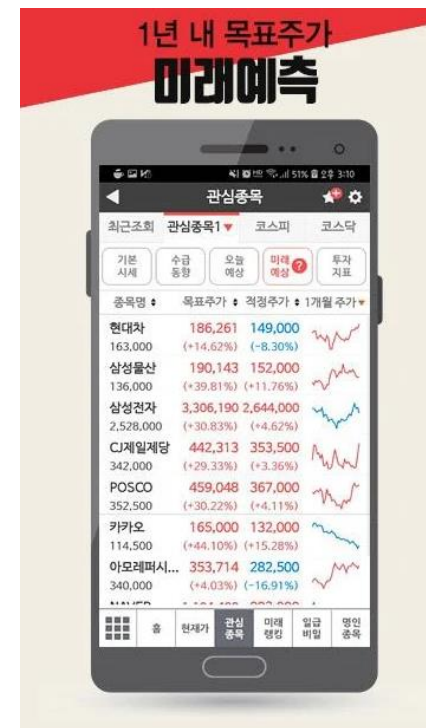 1년 내 목표주가
미래예측
51% 오후 3:10
관심종목
최근조회 관심종목1 ▼ 코스피 코스닥
기본 시세 수급 동향 오늘 예상 미래 예상 ? 투자 지표
종목명 목표주가 적정주가 1개월 주가
현대차 186,261 149,000
163,000 (+14.62%) (-8.30%)
삼성물산 190,143 152,000
136,000 (+39.81%) (+11.76%)
삼성전자 3,306,190 2,644,000
2,528,000 (+30.83%) (+4.62%)
CJ제일제당 442,313 353,500
342,000 (+29.33%) (+3.36%)
POSCO 459,048 367,000
352,500 (+30.22%) (+4.11%)
카카오 165,000 132,000
114,500 (+44.10%) (+15.28%)
아모레퍼시... 353,714 282,500
340,000 (+4.03%) (-16.91%)
홈 현재가 관심 종목 미래 랭킹 일급 비밀 명인 종목